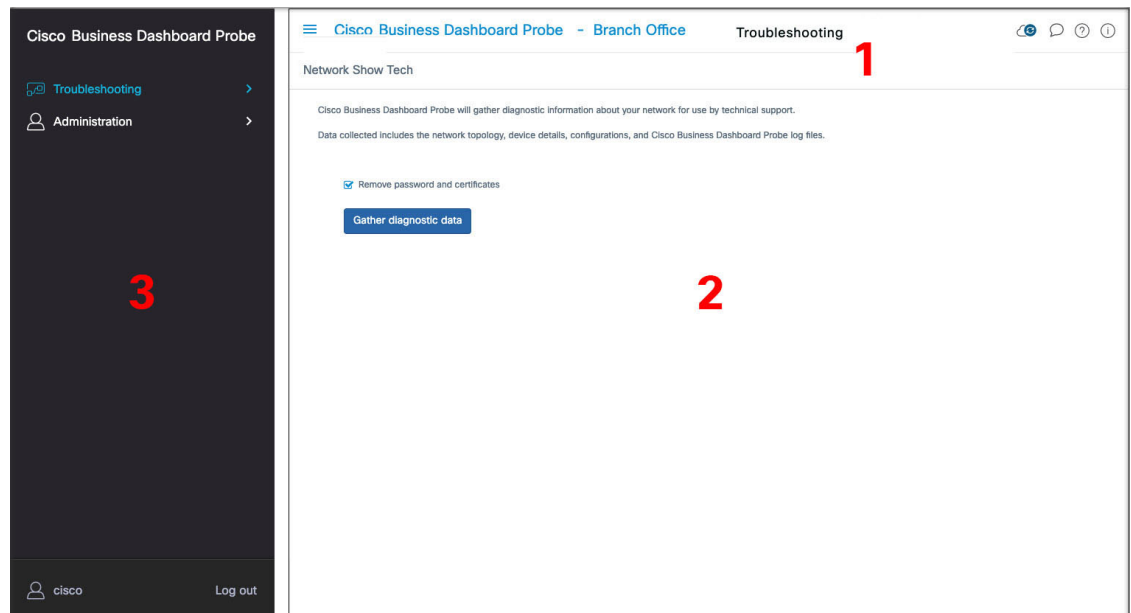 Cisco Business Dashboard Probe
Troubleshooting
Administration
3
cisco Log out
Cisco Business Dashboard Probe - Branch Office Troubleshooting
1
Network Show Tech
Cisco Business Dashboard Probe will gather diagnostic information about your network for use by technical support.
Data collected includes the network topology, device details, configurations, and Cisco Business Dashboard Probe log files.
Remove password and certificates
Gather diagnostic data
2